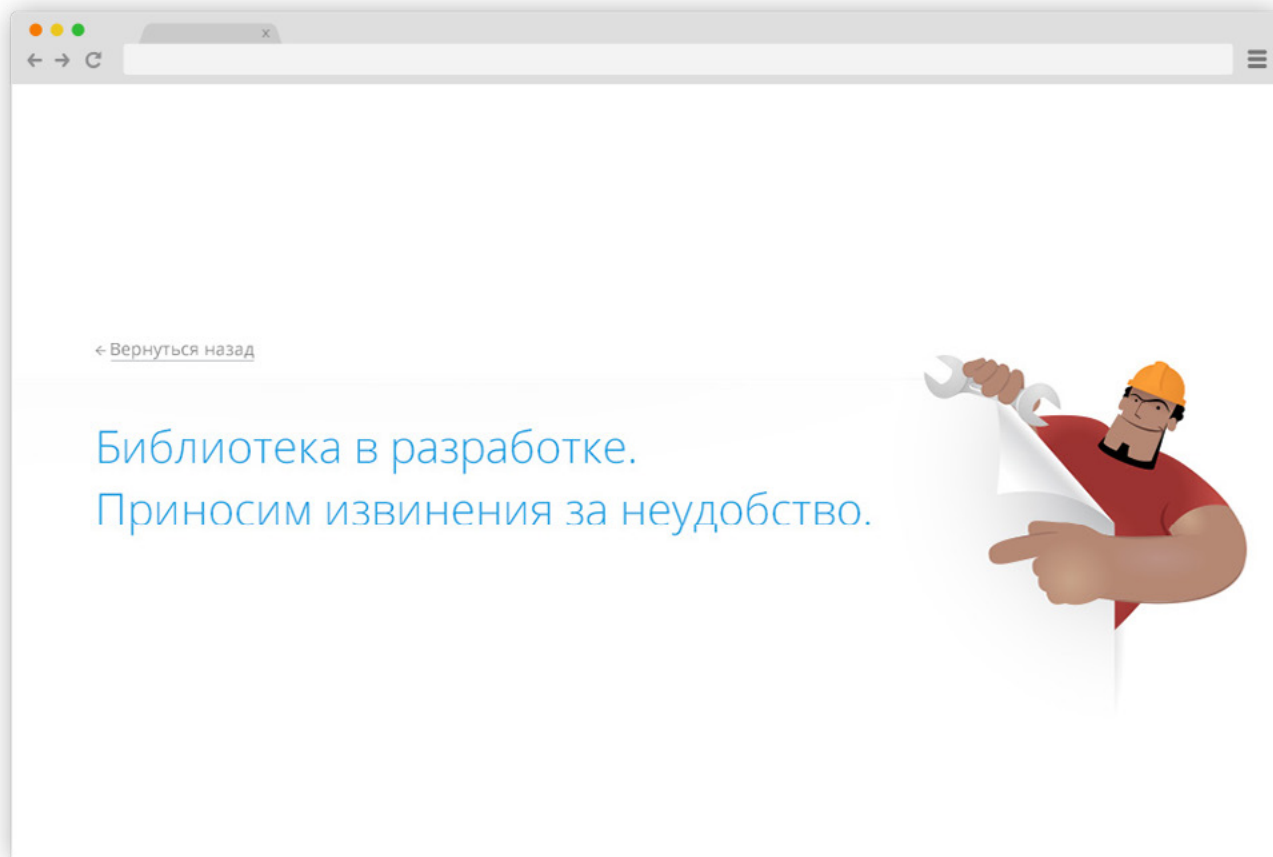 x
← Вернуться назад
Библиотека в разработке.
Приносим извинения за неудобство.